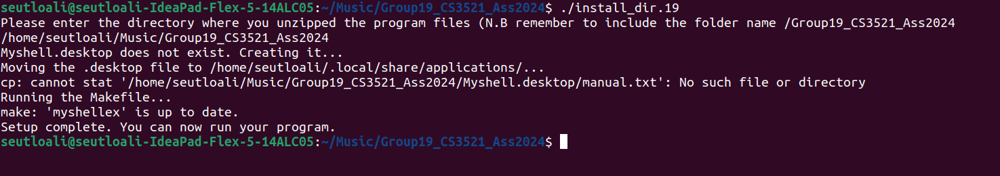 seutloali@seutloali-IdeaPad-Flex-5-14ALC05:~/Music/Group19_CS3521_Ass2024$ ./install_dir.19
Please enter the directory where you unzipped the program files (N.B remember to include the folder name /Group19_CS3521_Ass2024
/home/seutloali/Music/Group19_CS3521_Ass2024
Myshell.desktop does not exist. Creating it...
Moving the .desktop file to /home/seutloali/.local/share/applications/...
cp: cannot stat '/home/seutloali/Music/Group19_CS3521_Ass2024/Myshell.desktop/manual.txt': No such file or directory
Running the Makefile...
make: 'myshellex' is up to date.
Setup complete. You can now run your program.
seutloali@seutloali-IdeaPad-Flex-5-14ALC05:~/Music/Group19_CS3521_Ass2024$